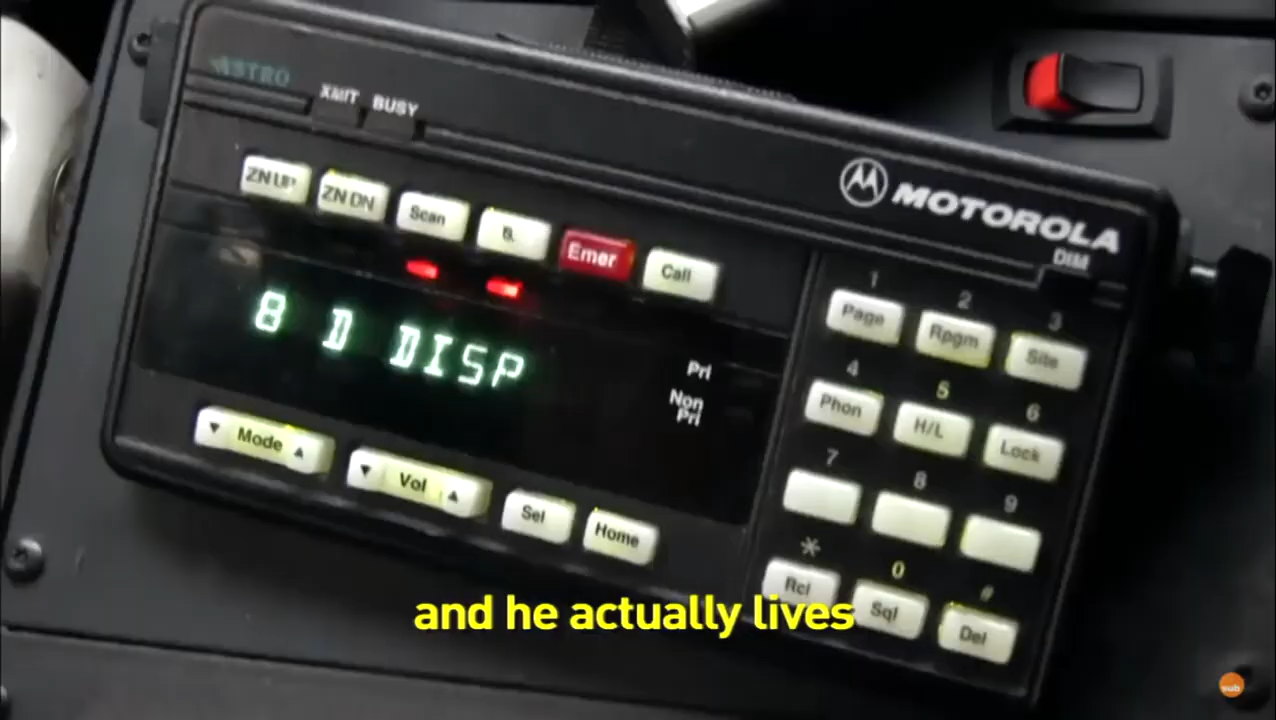 ASTRO
XMIT BUSY
MOTOROLA
DIM
ZN UP ZN DN Scan B. Emer Call
8 D DISP
Pri
Non
Pri
Mode Vol Sel Home
1 2 3
Page Rpgm Site
4 5 6
Phon H/L Lock
7 8 9
* 0 #
Rcl Sql Del
and he actually lives
sub